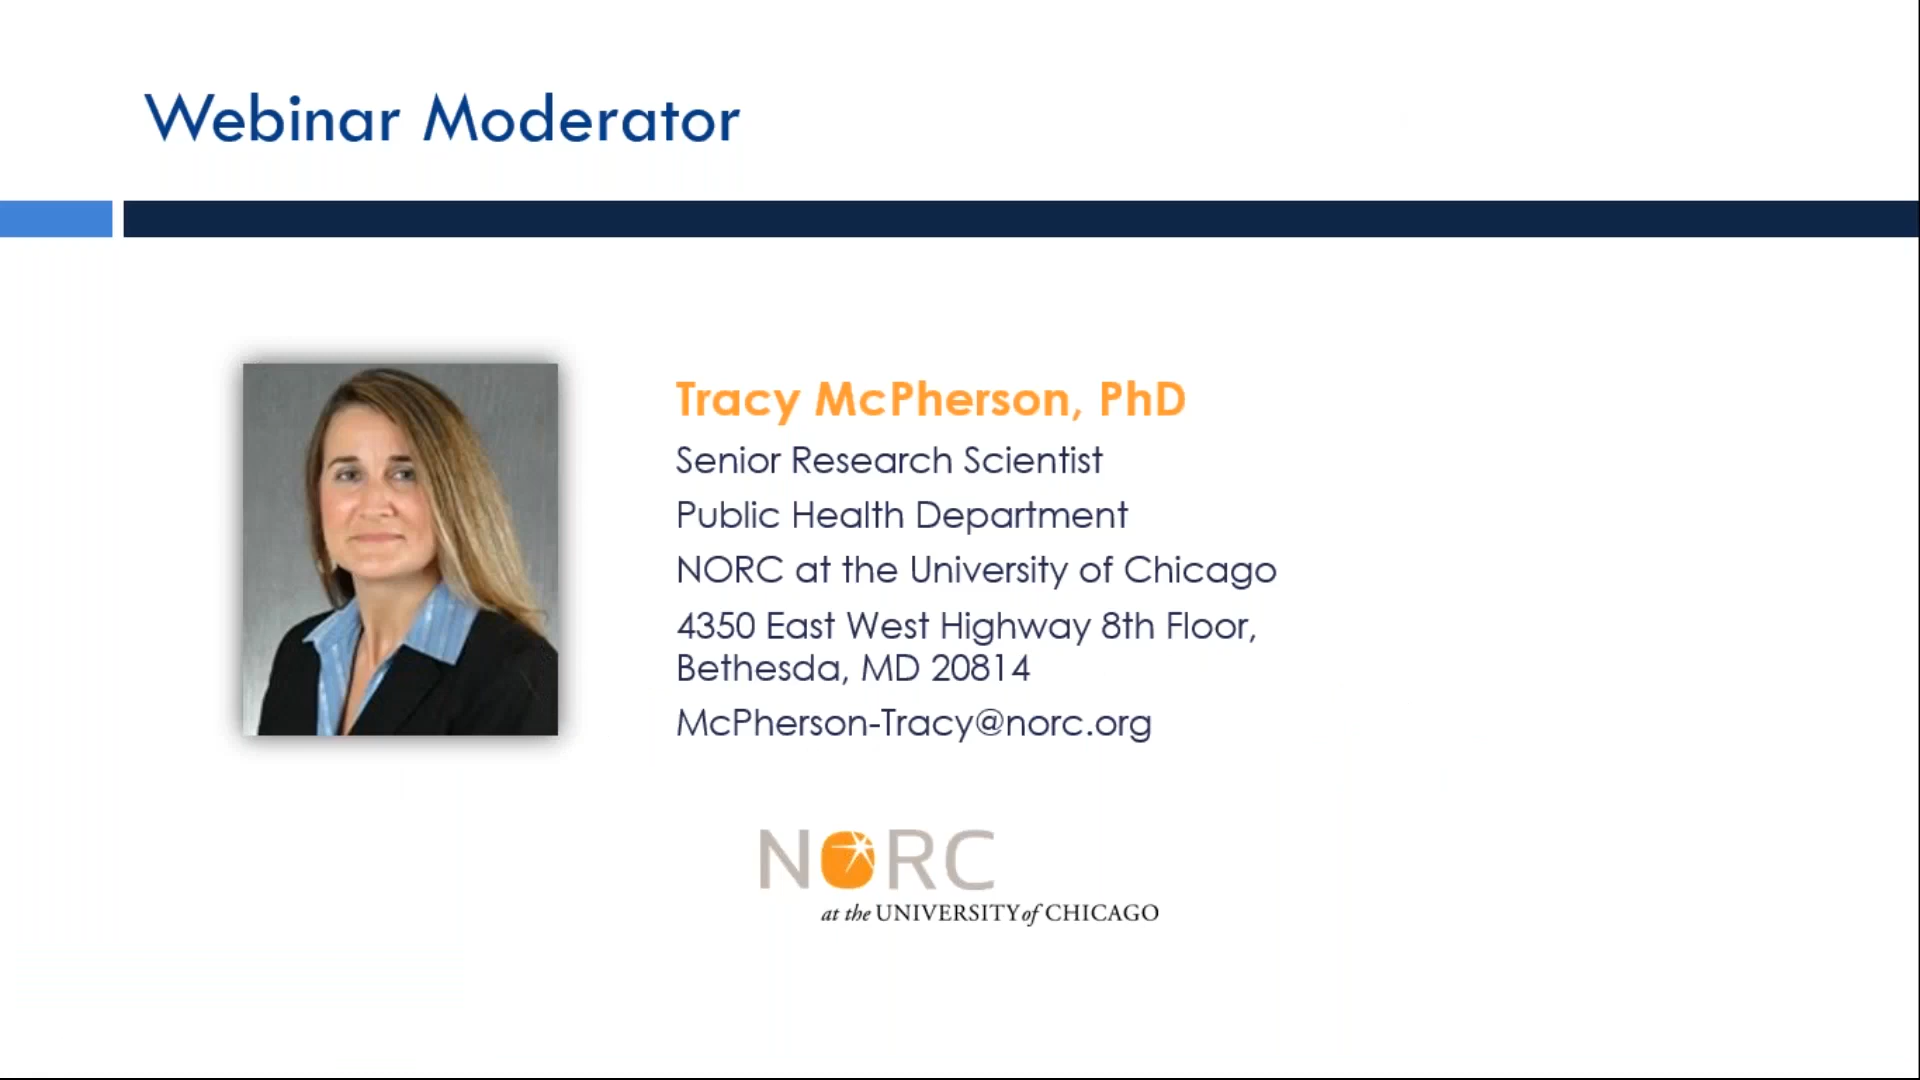 Webinar Moderator
Tracy McPherson, PhD
Senior Research Scientist
Public Health Department
NORC at the University of Chicago
4350 East West Highway 8th Floor,
Bethesda, MD 20814
McPherson-Tracy@norc.org
NORC
at the UNIVERSITY of CHICAGO